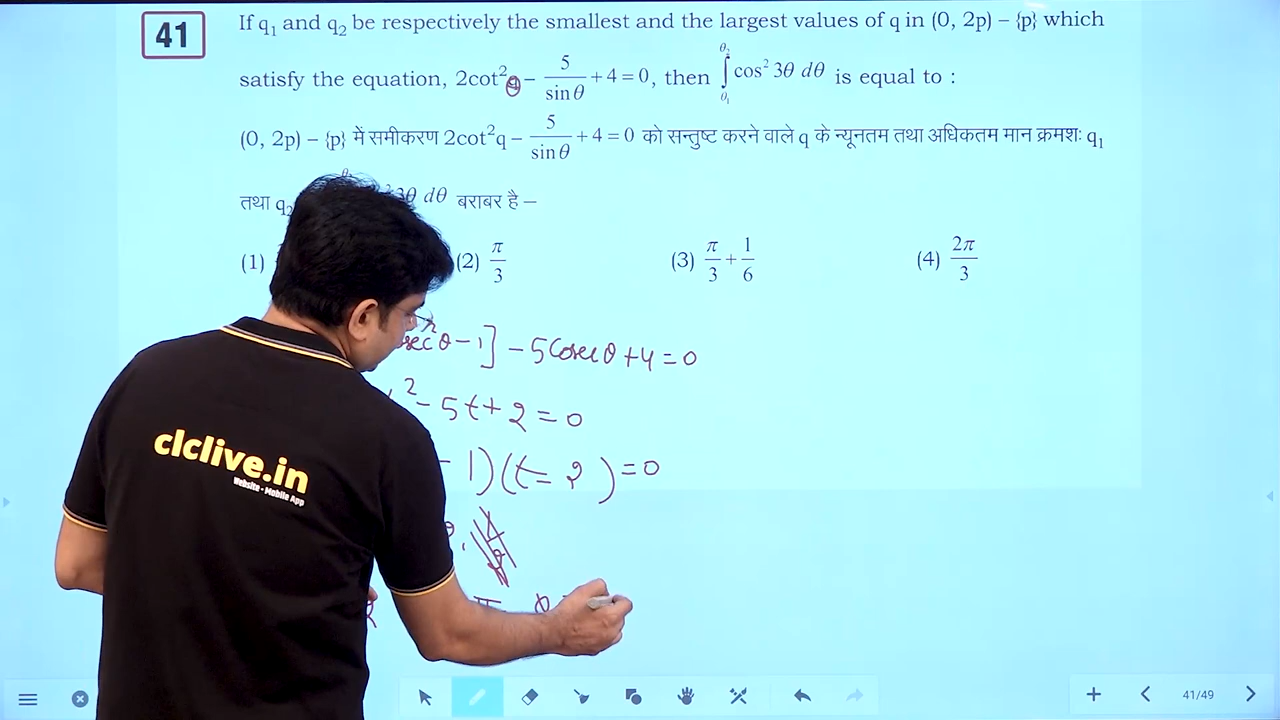 41
If q₁ and q₂ be respectively the smallest and the largest values of q in (0, 2p) – {p} which
satisfy the equation, 2cot²θ – 5/sinθ + 4 = 0, then ∫_θ₁^θ₂ cos² 3θ dθ is equal to :
(0, 2p) – {p} में समीकरण 2cot²q – 5/sinθ + 4 = 0 को सन्तुष्ट करने वाले q के न्यूनतम तथा अधिकतम मान क्रमशः q₁
तथा q₂ 3θ dθ बराबर है –
(1) (2) π/3 (3) π/3 + 1/6 (4) 2π/3
θ – 1] – 5 Cosec θ + 4 = 0
² – 5t + 2 = 0
– 1)(t – 2) = 0
clclive.in
Website - Mobile App
41/49